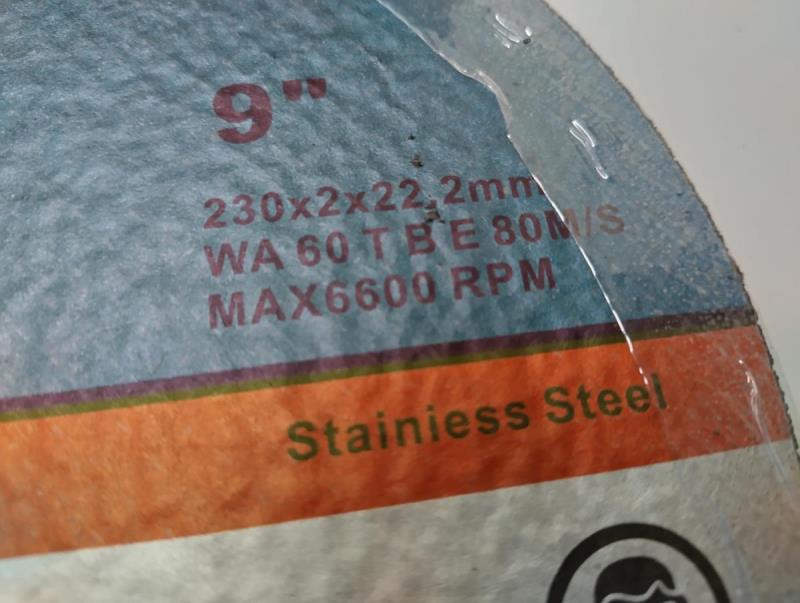 9"
230x2x22.2mm
WA 60 T B E 80M/S
MAX6600 RPM
Stainiess Steel